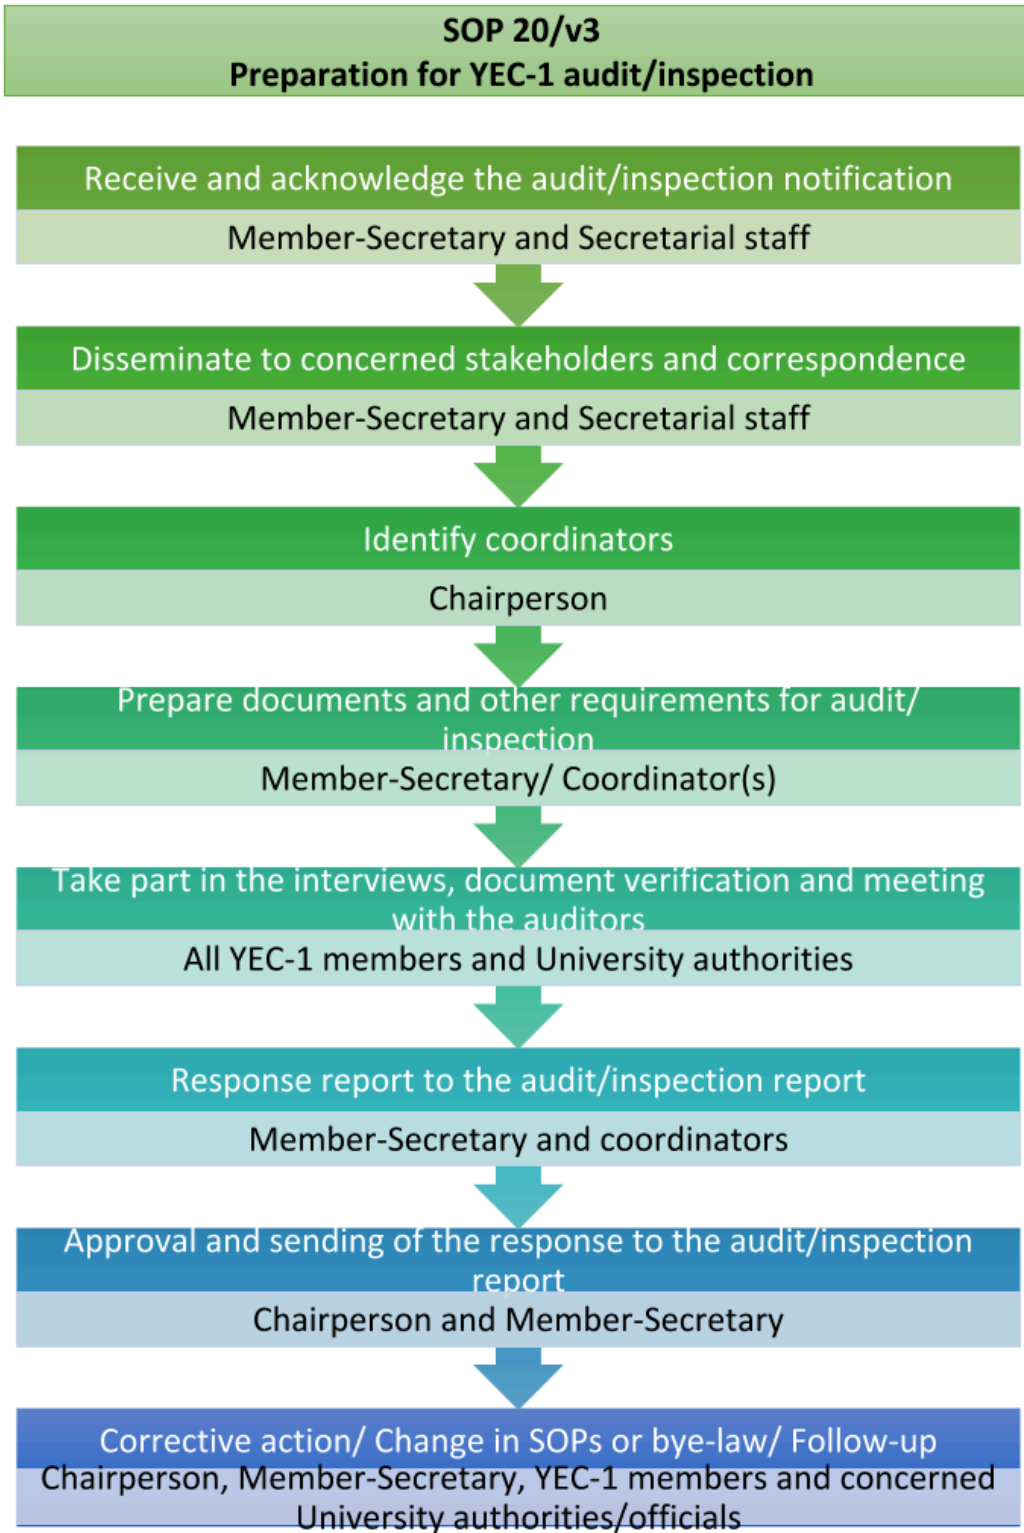 SOP 20/v3
Preparation for YEC-1 audit/inspection
Receive and acknowledge the audit/inspection notification
Member-Secretary and Secretarial staff
Disseminate to concerned stakeholders and correspondence
Member-Secretary and Secretarial staff
Identify coordinators
Chairperson
Prepare documents and other requirements for audit/
inspection
Member-Secretary/ Coordinator(s)
Take part in the interviews, document verification and meeting
with the auditors
All YEC-1 members and University authorities
Response report to the audit/inspection report
Member-Secretary and coordinators
Approval and sending of the response to the audit/inspection
report
Chairperson and Member-Secretary
Corrective action/ Change in SOPs or bye-law/ Follow-up
Chairperson, Member-Secretary, YEC-1 members and concerned
University authorities/officials